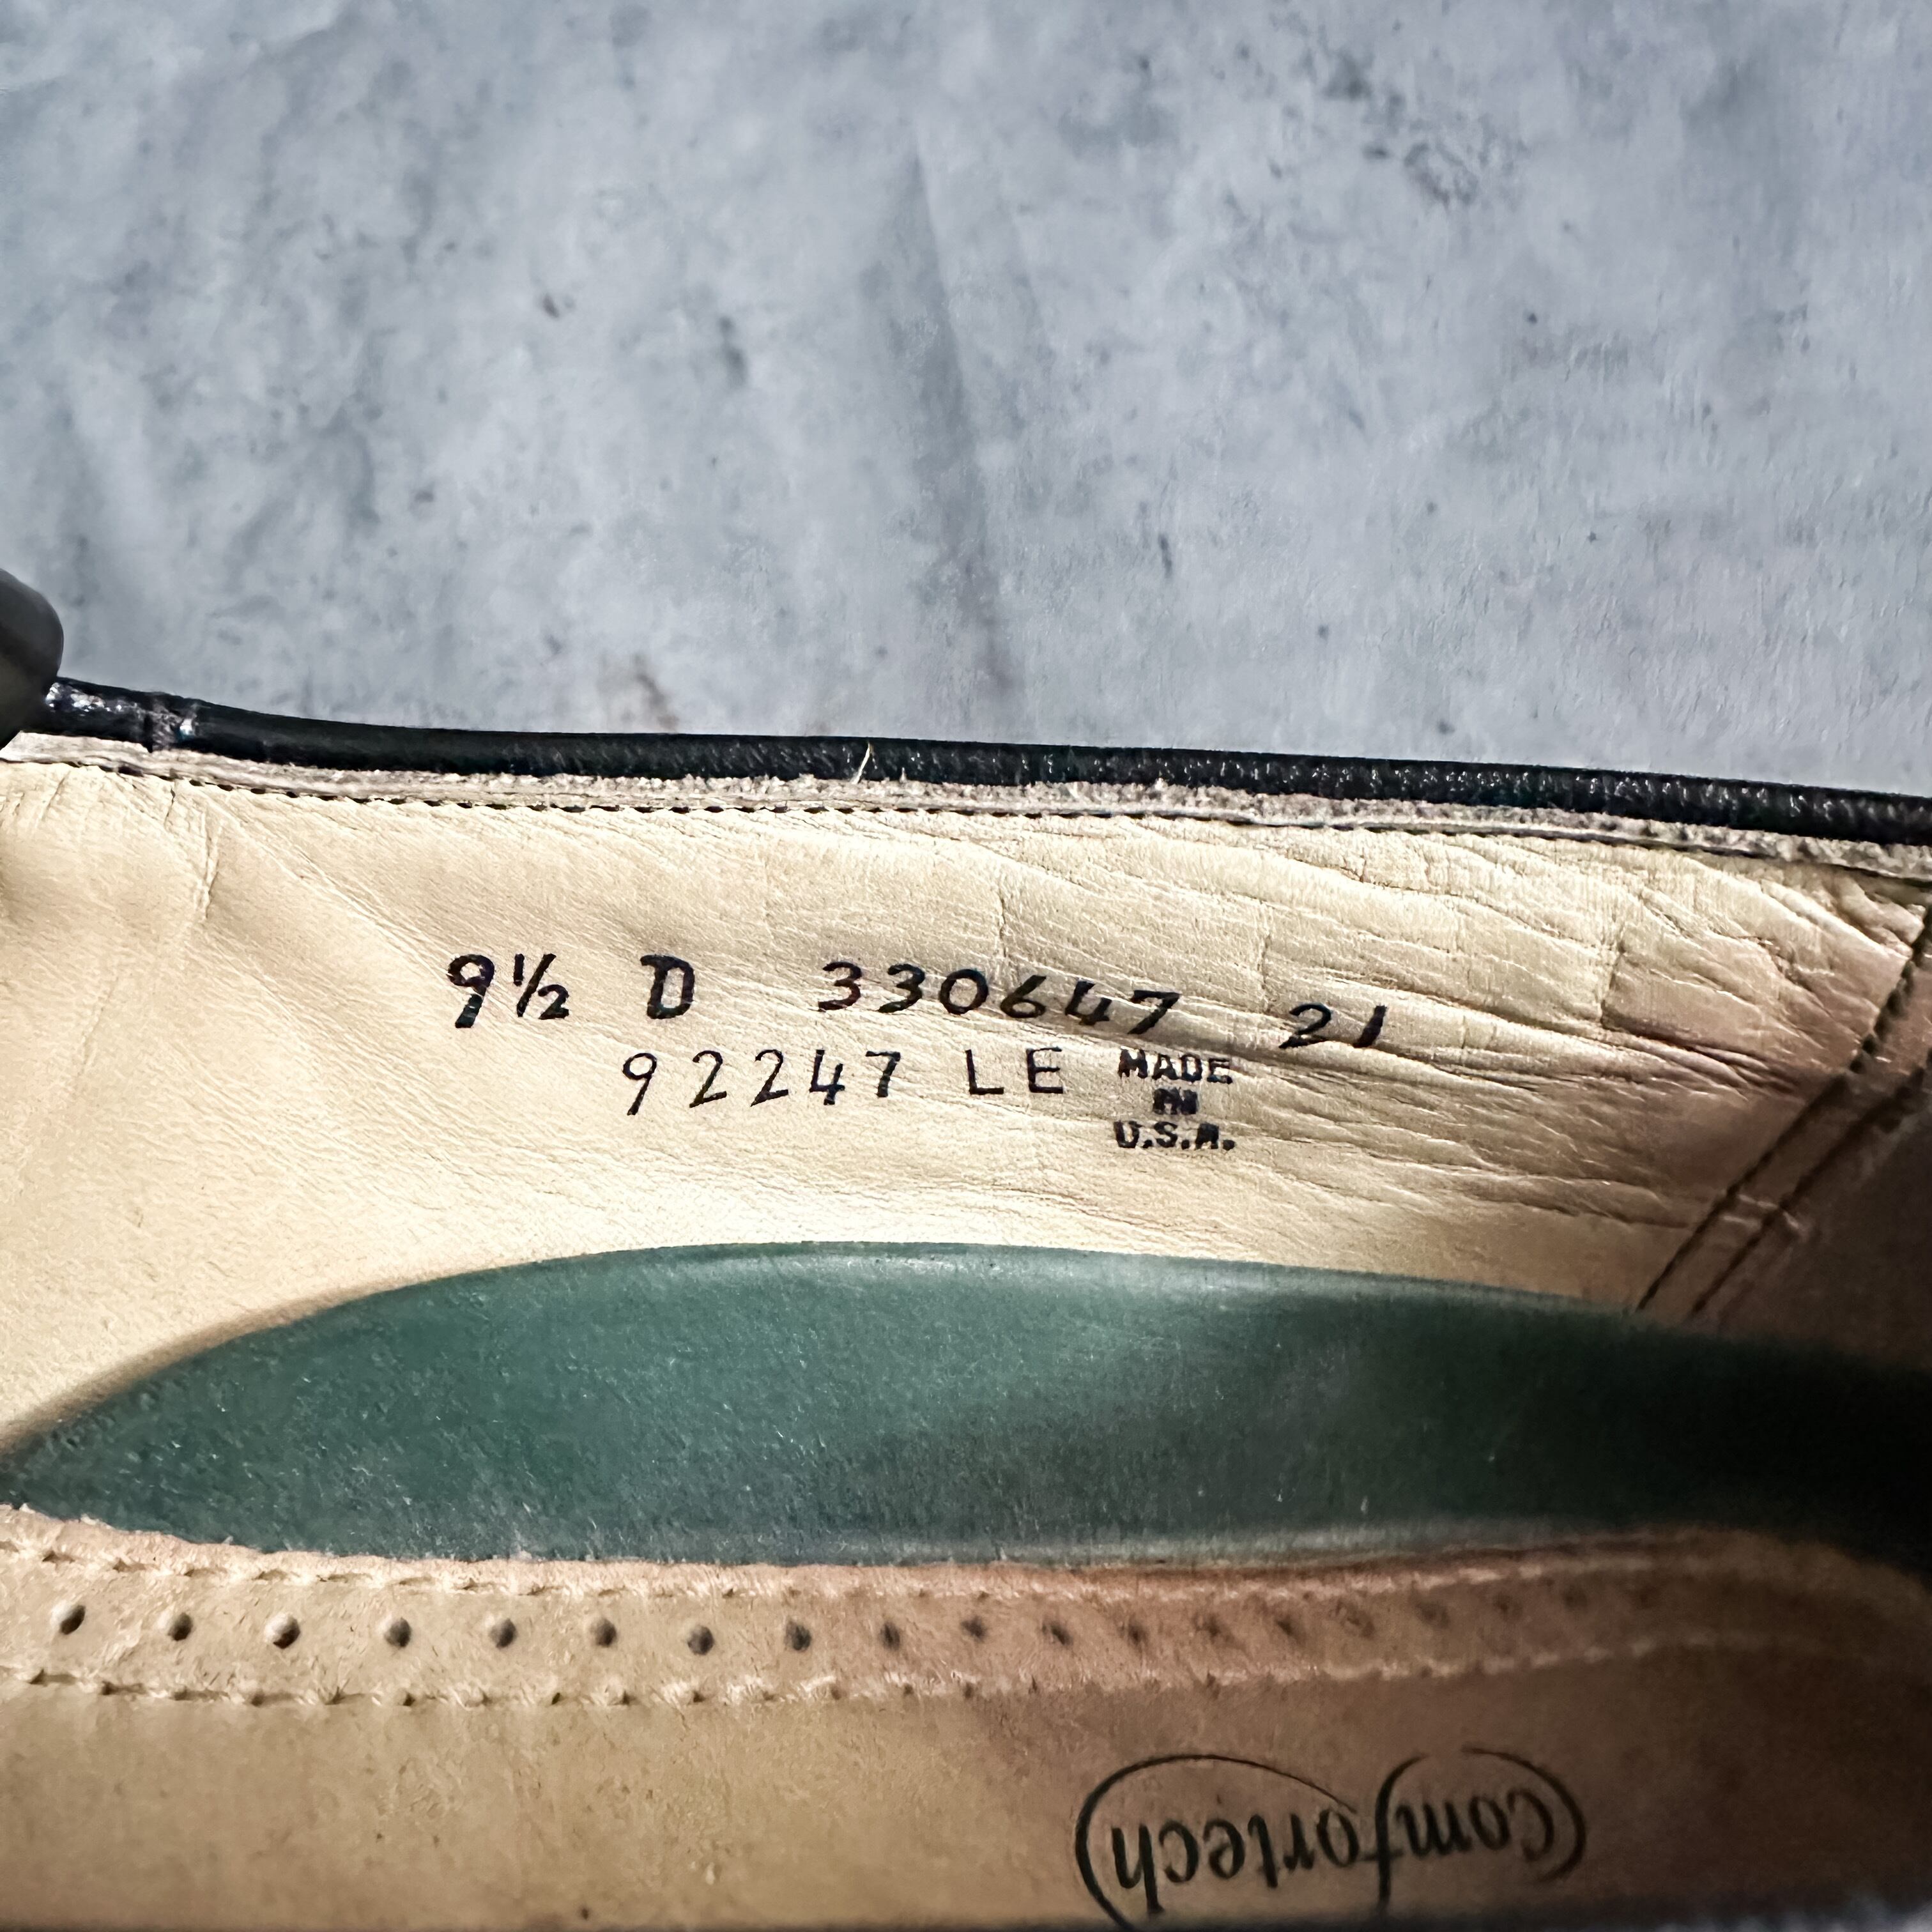 9½ D 330647 21
92247 LE MADE
IN
U.S.A.
Comfortech